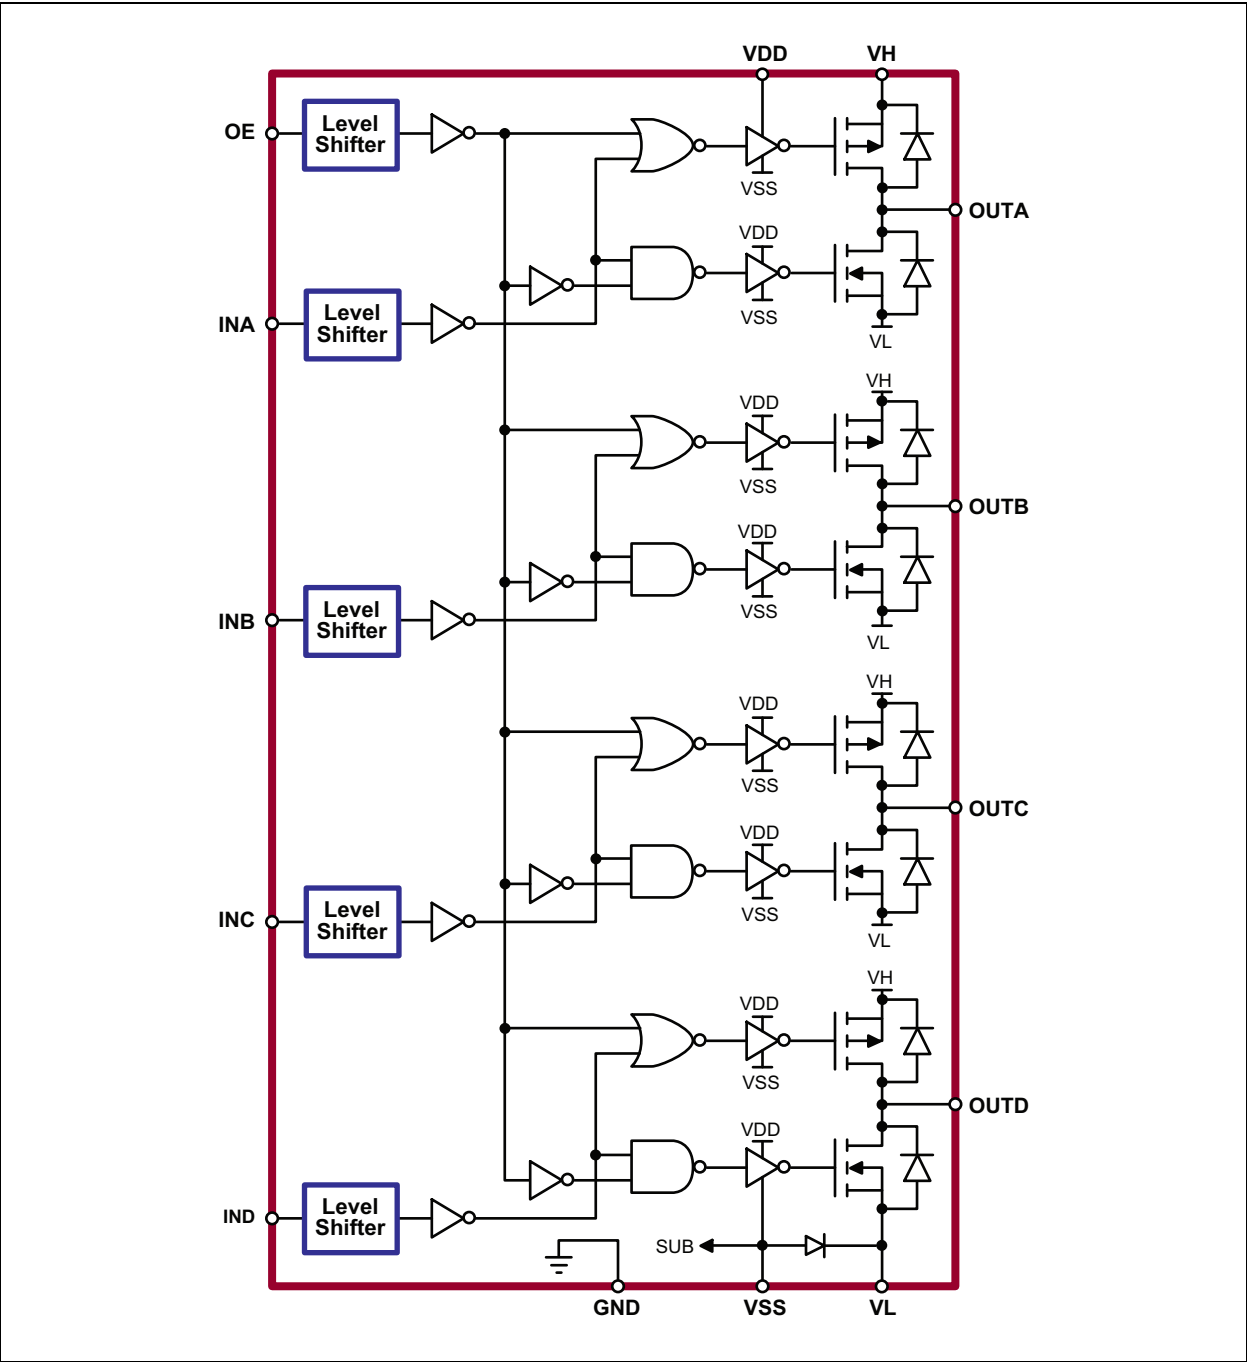 VDD
VH
OE
Level
Shifter
VSS
OUTA
VDD
INA
Level
Shifter
VSS
VL
VH
VDD
VSS
OUTB
VDD
INB
Level
Shifter
VSS
VL
VH
VDD
VSS
OUTC
VDD
INC
Level
Shifter
VSS
VL
VH
VDD
VSS
OUTD
VDD
IND
Level
Shifter
SUB
GND
VSS
VL